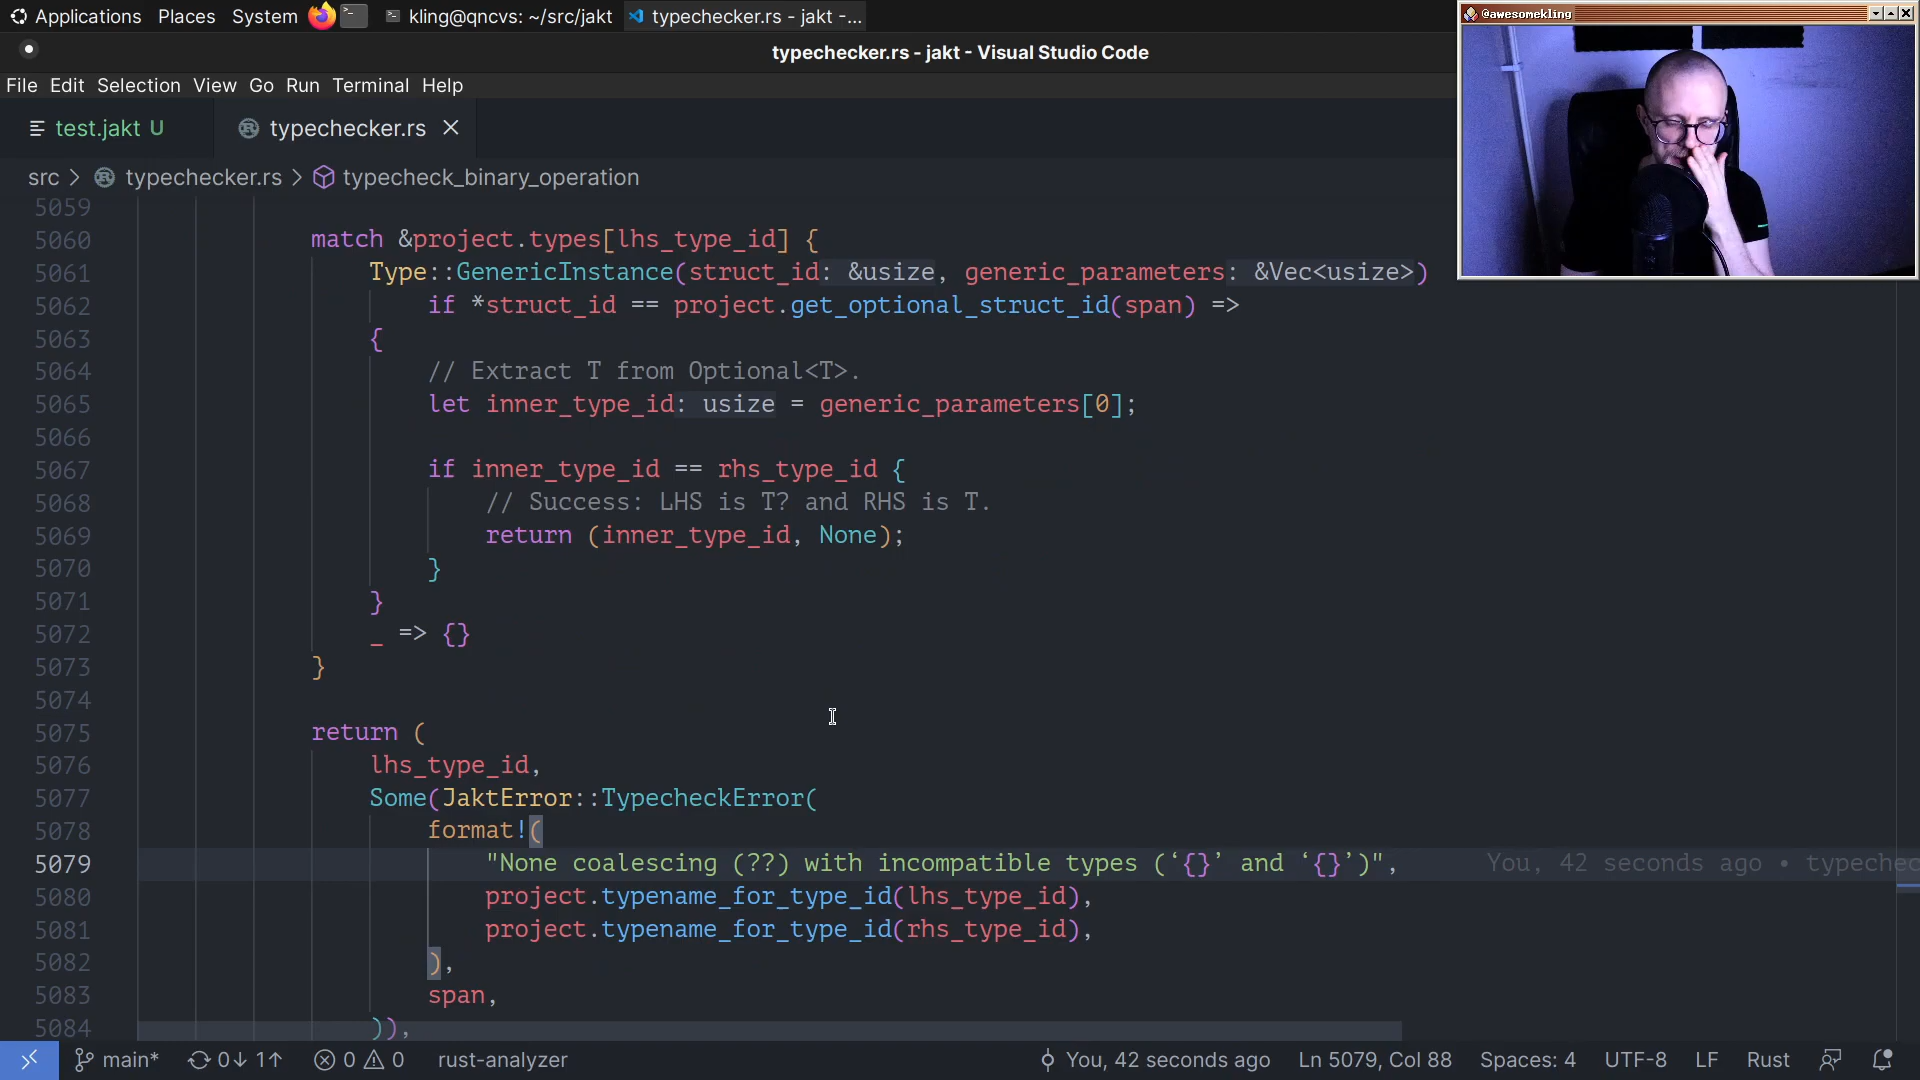 Applications Places System kling@qncvs: ~/src/jakt typechecker.rs - jakt -...
@awesomekling
typechecker.rs - jakt - Visual Studio Code
File Edit Selection View Go Run Terminal Help
test.jakt U typechecker.rs
src > typechecker.rs > typecheck_binary_operation
5059
5060 match &project.types[lhs_type_id] {
5061 Type::GenericInstance(struct_id: &usize, generic_parameters: &Vec<usize>)
5062 if *struct_id == project.get_optional_struct_id(span) =>
5063 {
5064 // Extract T from Optional<T>.
5065 let inner_type_id: usize = generic_parameters[0];
5066
5067 if inner_type_id == rhs_type_id {
5068 // Success: LHS is T? and RHS is T.
5069 return (inner_type_id, None);
5070 }
5071 }
5072 _ => {}
5073 }
5074
5075 return (
5076 lhs_type_id,
5077 Some(JaktError::TypecheckError(
5078 format!(
5079 "None coalescing (??) with incompatible types (‘{}’ and ‘{}’)", You, 42 seconds ago • typechec
5080 project.typename_for_type_id(lhs_type_id),
5081 project.typename_for_type_id(rhs_type_id),
5082 ),
5083 span,
5084 )),
main* 0↓ 1↑ 0 0 rust-analyzer You, 42 seconds ago Ln 5079, Col 88 Spaces: 4 UTF-8 LF Rust